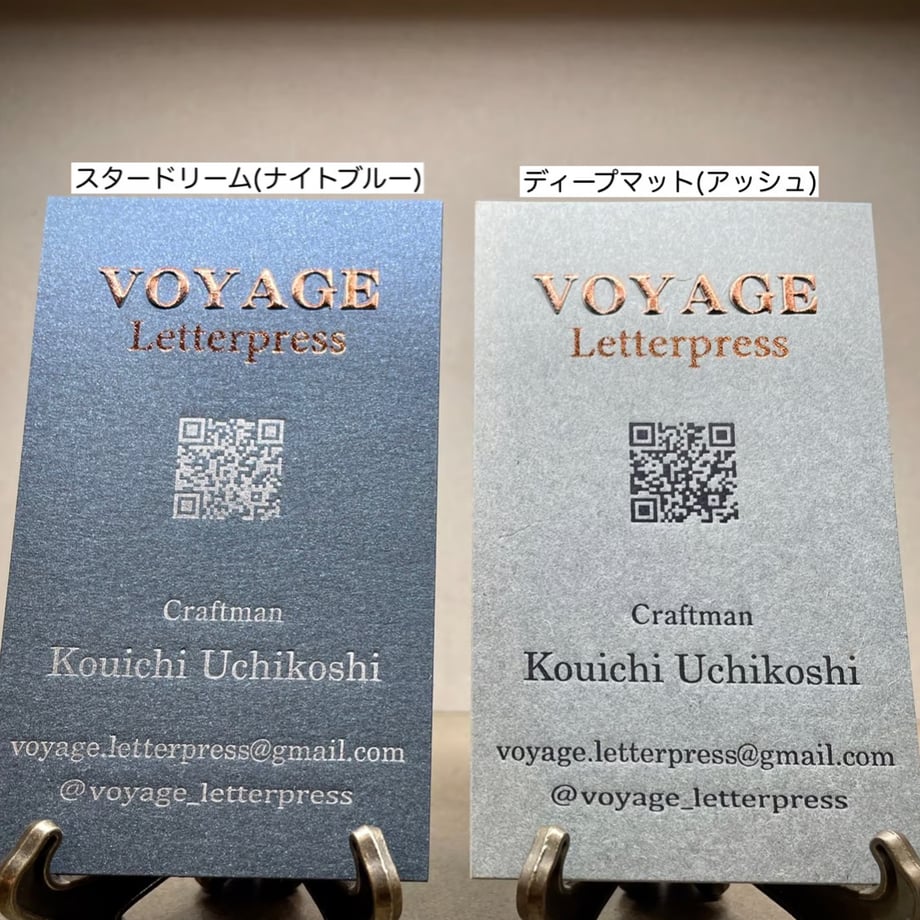 スタードリーム(ナイトブルー)
VOYAGE
Letterpress
Craftman
Kouichi Uchikoshi
voyage.letterpress@gmail.com
@voyage_letterpress
ディープマット(アッシュ)
VOYAGE
Letterpress
Craftman
Kouichi Uchikoshi
voyage.letterpress@gmail.com
@voyage_letterpress